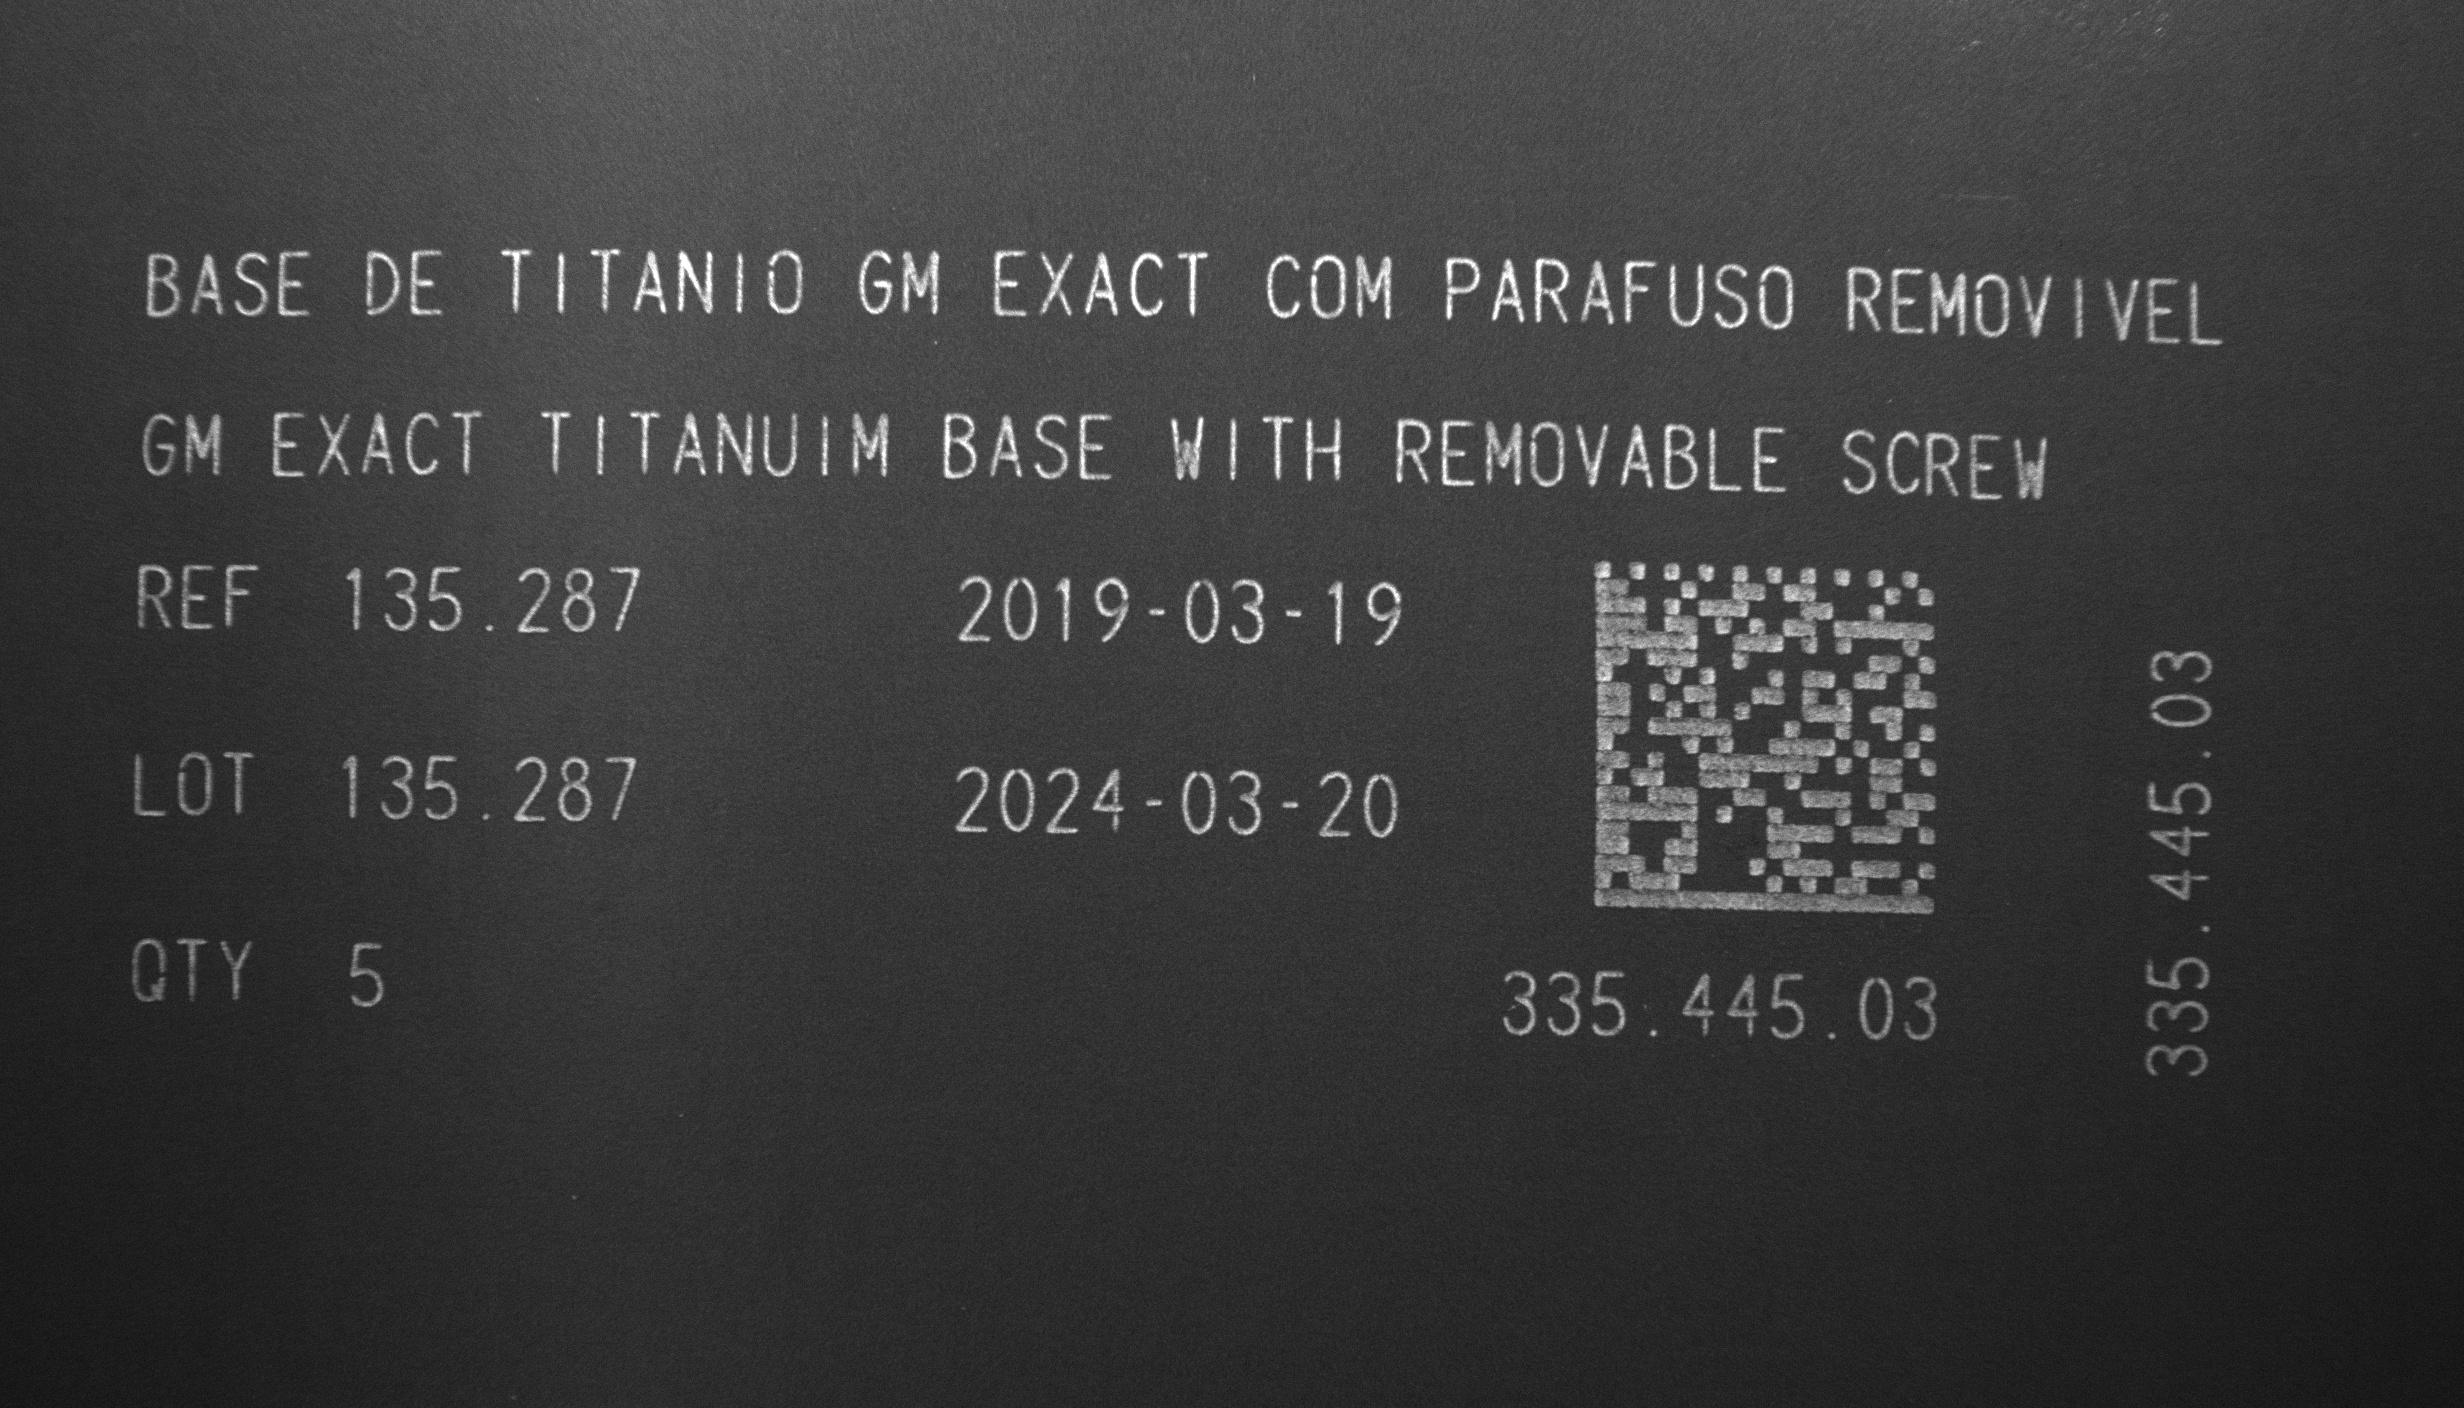 BASE DE TITANIO GM EXACT COM PARAFUSO REMOVIVEL
GM EXACT TITANUIM BASE WITH REMOVABLE SCREW
REF 135.287 2019-03-19
LOT 135.287 2024-03-20
QTY 5
335.445.03
335.445.03